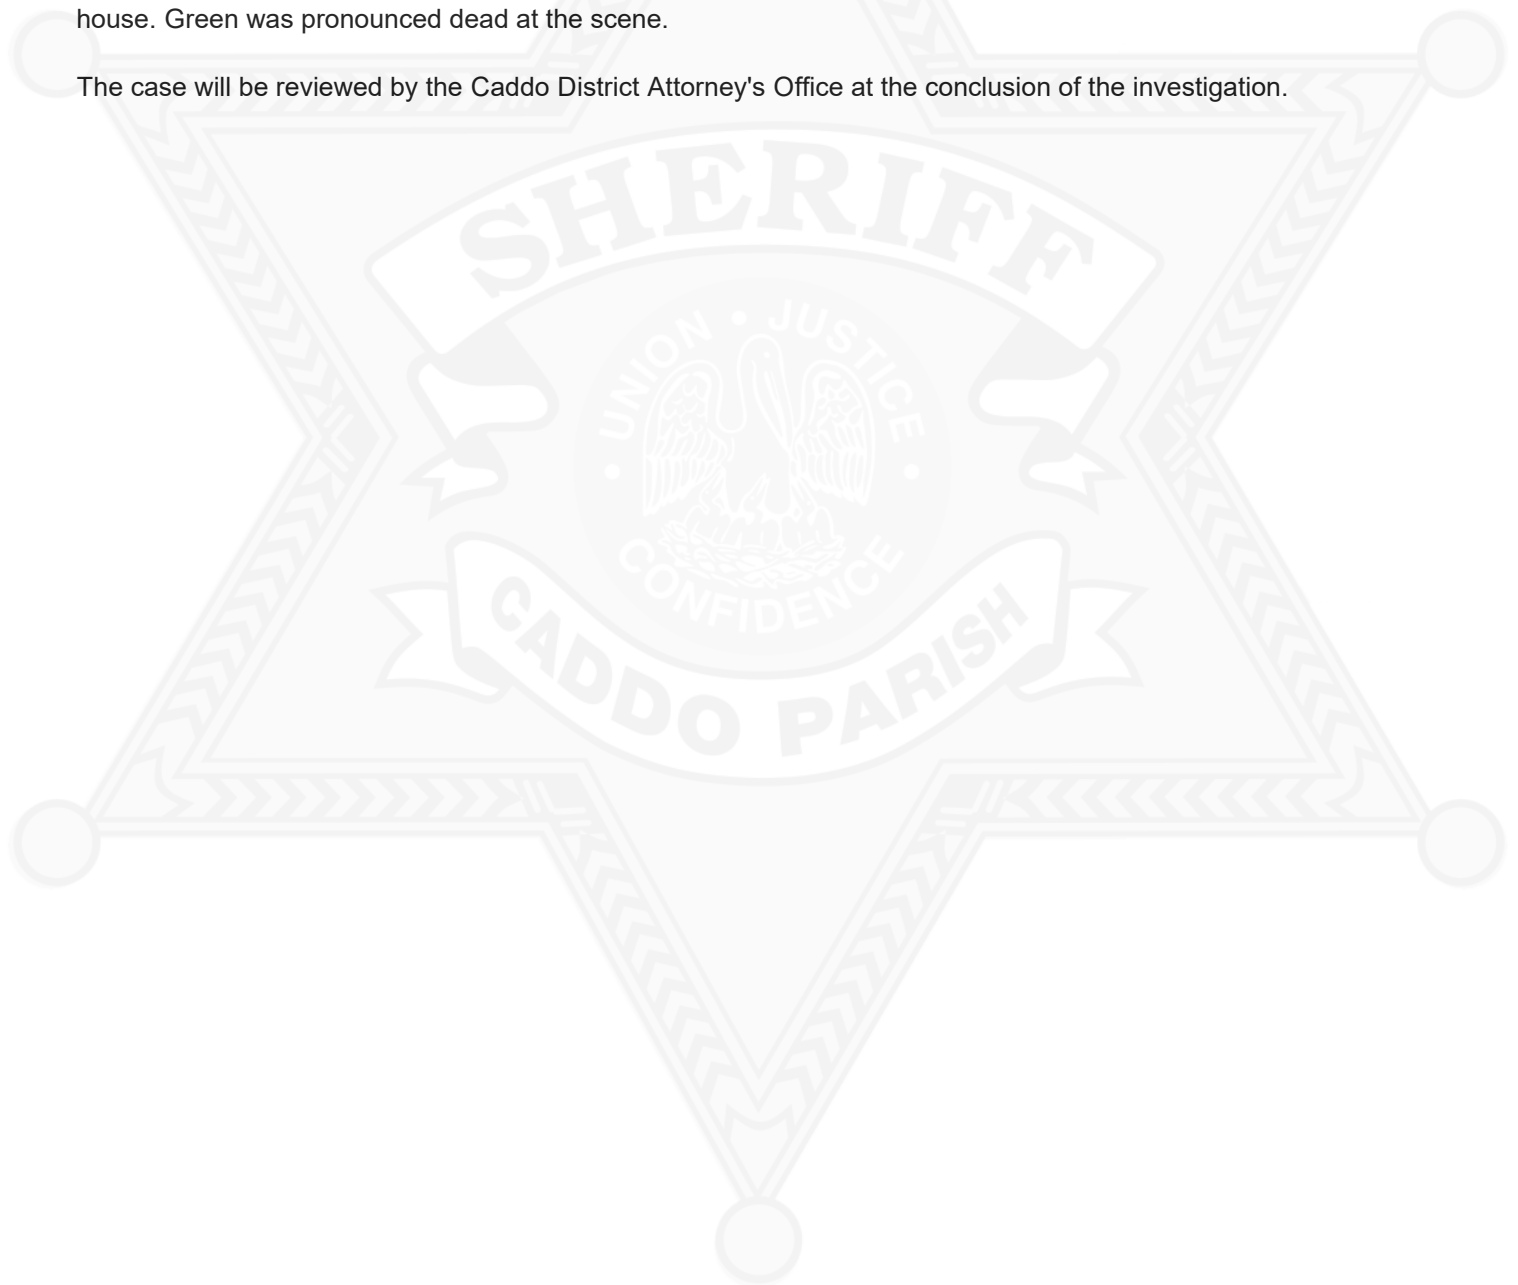 house. Green was pronounced dead at the scene.
The case will be reviewed by the Caddo District Attorney's Office at the conclusion of the investigation.
SHERIFF
UNION • JUSTICE
• CONFIDENCE •
CADDO PARISH